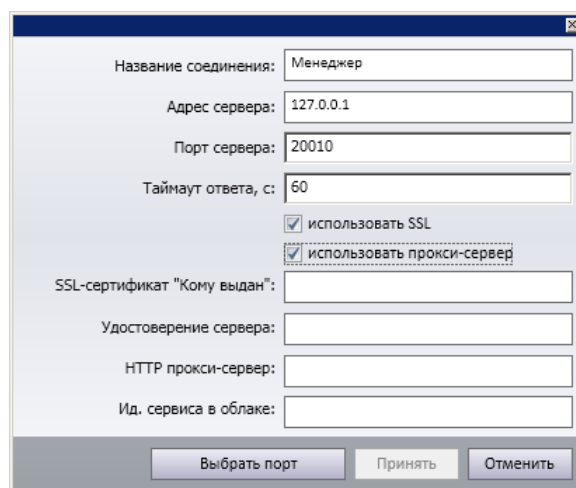 Название соединения: Менеджер
Адрес сервера: 127.0.0.1
Порт сервера: 20010
Таймаут ответа, с: 60
использовать SSL
использовать прокси-сервер
SSL-сертификат "Кому выдан":
Удостоверение сервера:
HTTP прокси-сервер:
Ид. сервиса в облаке:
Выбрать порт Принять Отменить